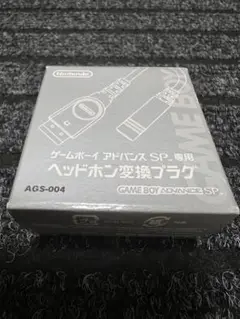 Nintendo
ゲームボーイ アドバンス SP 専用
ヘッドホン変換プラグ
AGS-004
GAME BOY ADVANCE SP
GAME BOY